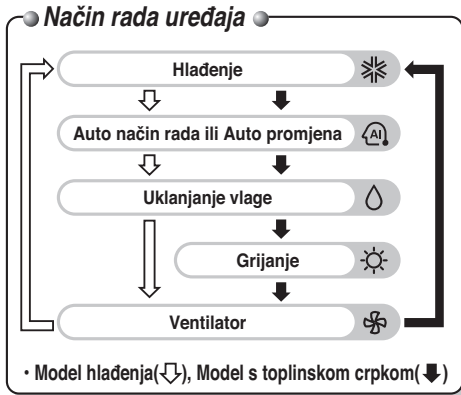 Način rada uređaja
Hlađenje
Auto način rada ili Auto promjena
AI
Uklanjanje vlage
Grijanje
Ventilator
• Model hlađenja(⇩), Model s toplinskom crpkom(⬇)